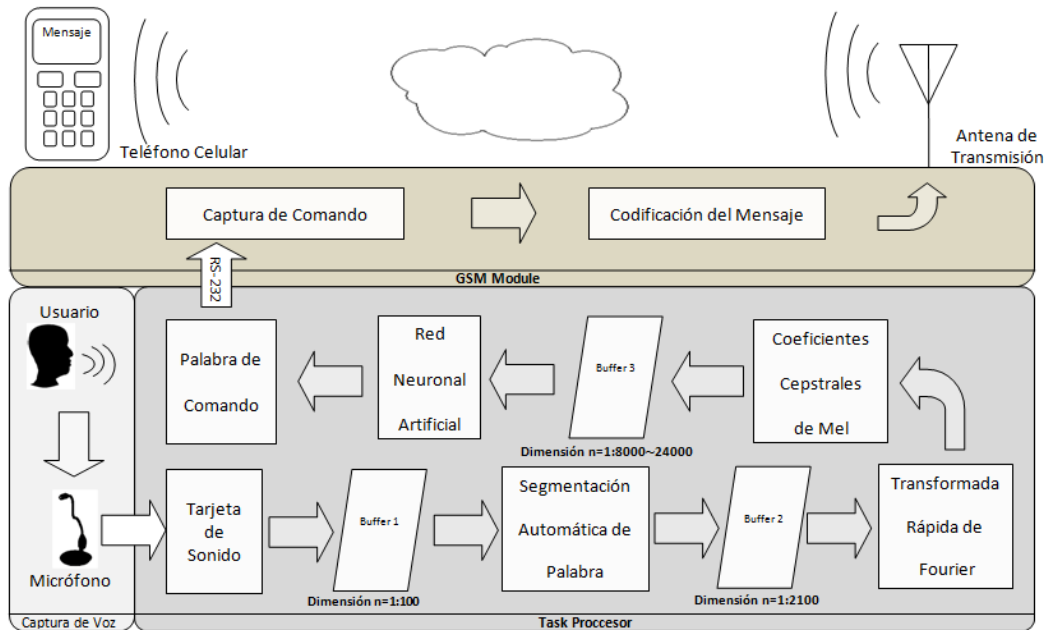 Mensaje
Teléfono Celular
Antena de
Transmisión
Captura de Comando
Codificación del Mensaje
RS-232
GSM Module
Usuario
Palabra de
Comando
Red
Neuronal
Artificial
Buffer 3
Coeficientes
Cepstrales
de Mel
Dimensión n=1:8000~24000
Micrófono
Tarjeta
de
Sonido
Buffer 1
Segmentación
Automática de
Palabra
Buffer 2
Transformada
Rápida de
Fourier
Dimensión n=1:100
Dimensión n=1:2100
Captura de Voz
Task Proccesor